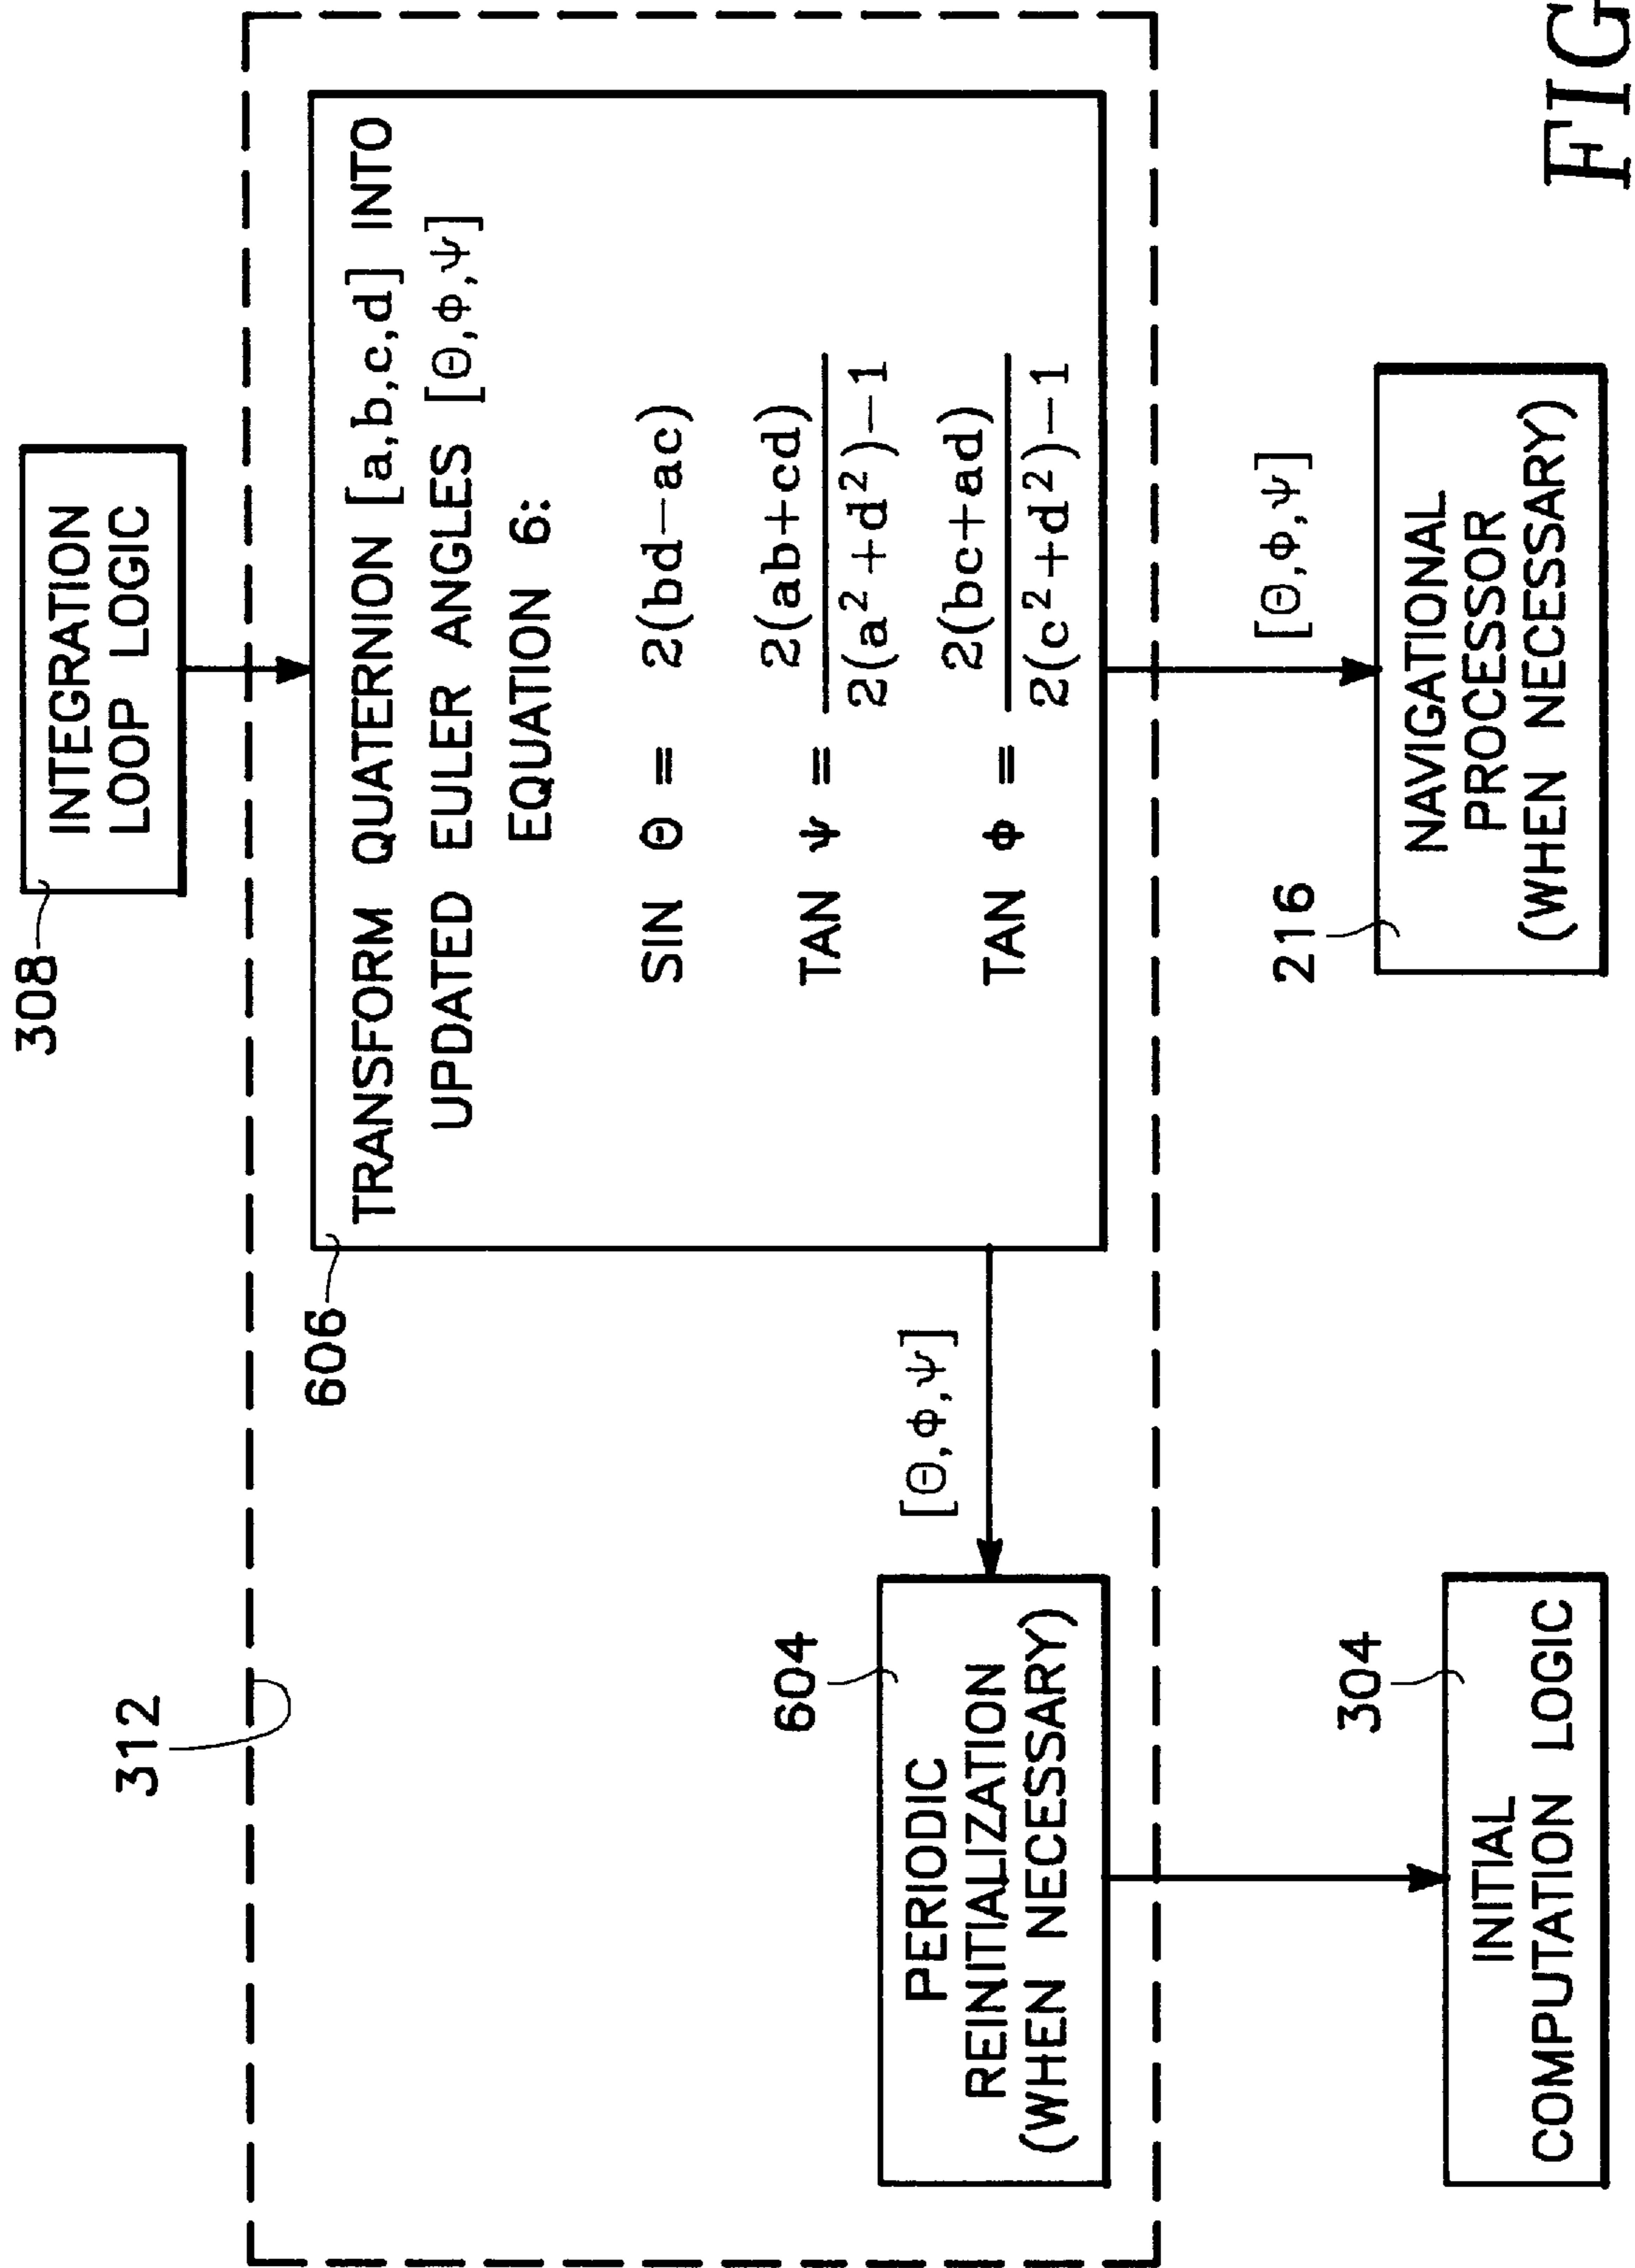 308
INTEGRATION
LOOP LOGIC
312
606
TRANSFORM QUATERNION [a,b,c,d] INTO
UPDATED EULER ANGLES [Θ,Φ,Ψ]
EQUATION 6:
SIN Θ = 2(bd-ac)
TAN Ψ = 2(ab+cd)
2(a²+d²)-1
TAN Φ = 2(bc+ad)
2(c²+d²)-1
[Θ,Φ,Ψ]
604
PERIODIC
REINITIALIZATION
(WHEN NECESSARY)
[Θ,Φ,Ψ]
304
INITIAL
COMPUTATION LOGIC
216
NAVIGATIONAL
PROCESSOR
(WHEN NECESSARY)
FIG